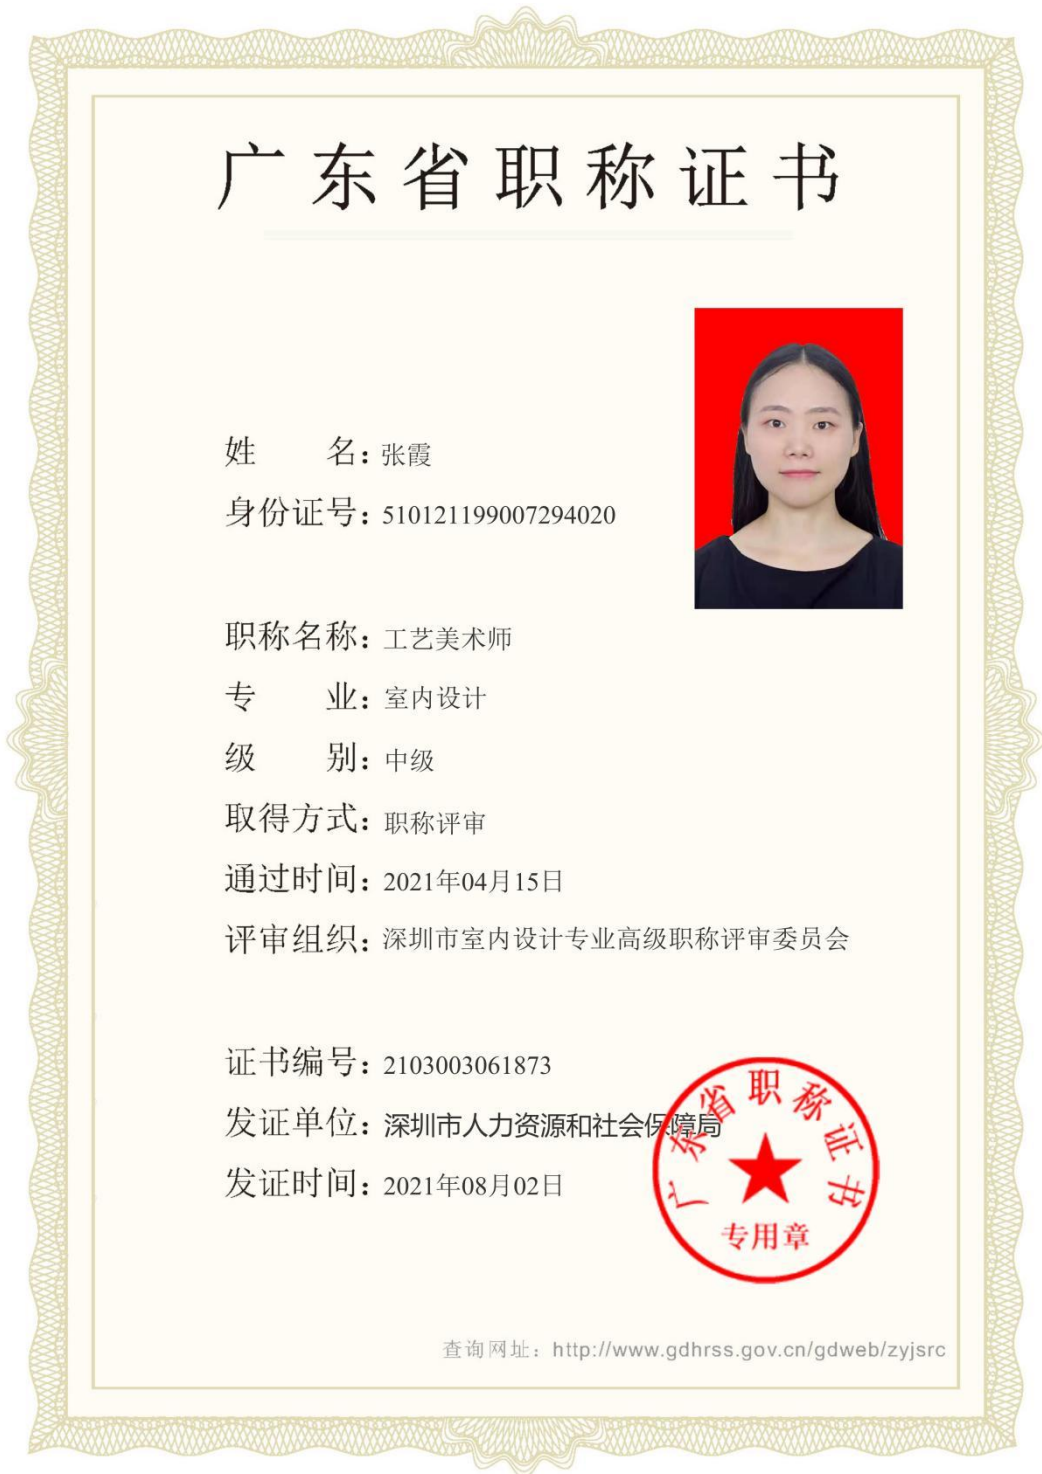 广东省职称证书
姓 名：张霞
身份证号：510121199007294020
职称名称：工艺美术师
专 业：室内设计
级 别：中级
取得方式：职称评审
通过时间：2021年04月15日
评审组织：深圳市室内设计专业高级职称评审委员会
证书编号：2103003061873
发证单位：深圳市人力资源和社会保障局
发证时间：2021年08月02日
广东省职称证书
专用章
查询网址：http://www.gdhrss.gov.cn/gdweb/zyjsrc